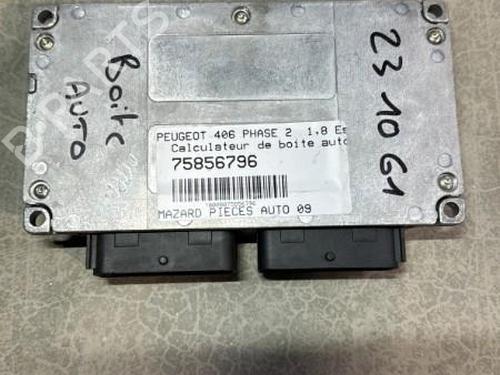 Boite
AUTO
PEUGEOT 406 PHASE 2 1.8 Es
Calculateur de boite auto
75856796
MAZARD PIECES AUTO 09
23 10 G1
B-PARTS